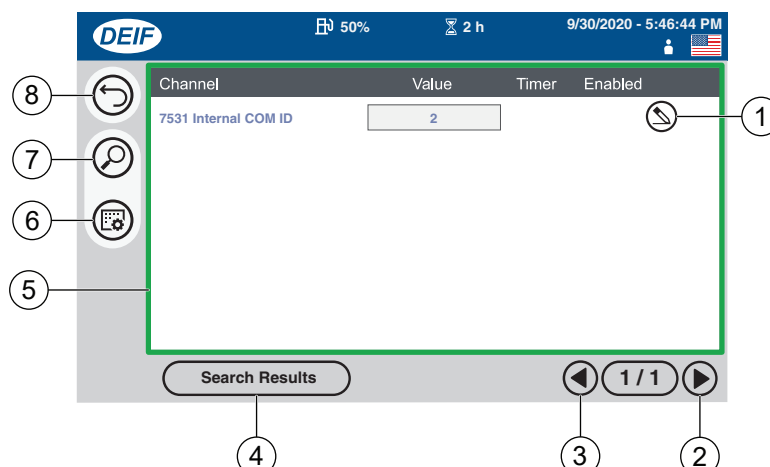 DEIF
50%
2 h
9/30/2020 - 5:46:44 PM
Channel Value Timer Enabled
7531 Internal COM ID 2
Search Results
1 / 1
8
7
6
5
4
3
2
1